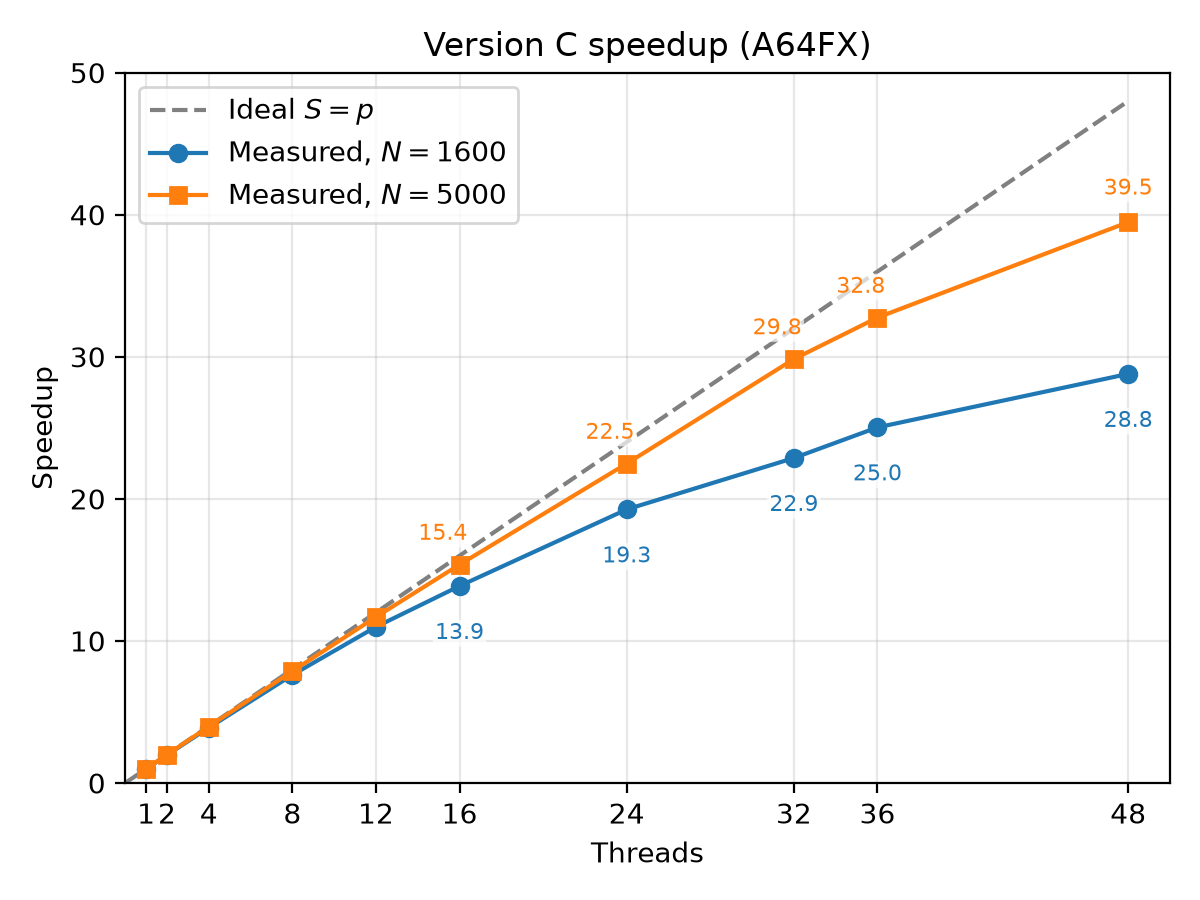 Version C speedup (A64FX)
Ideal S = p
Measured, N = 1600
Measured, N = 5000
50
40
30
20
10
0
Speedup
39.5
32.8
29.8
28.8
22.5
25.0
22.9
15.4
19.3
13.9
1 2 4 8 12 16 24 32 36 48
Threads